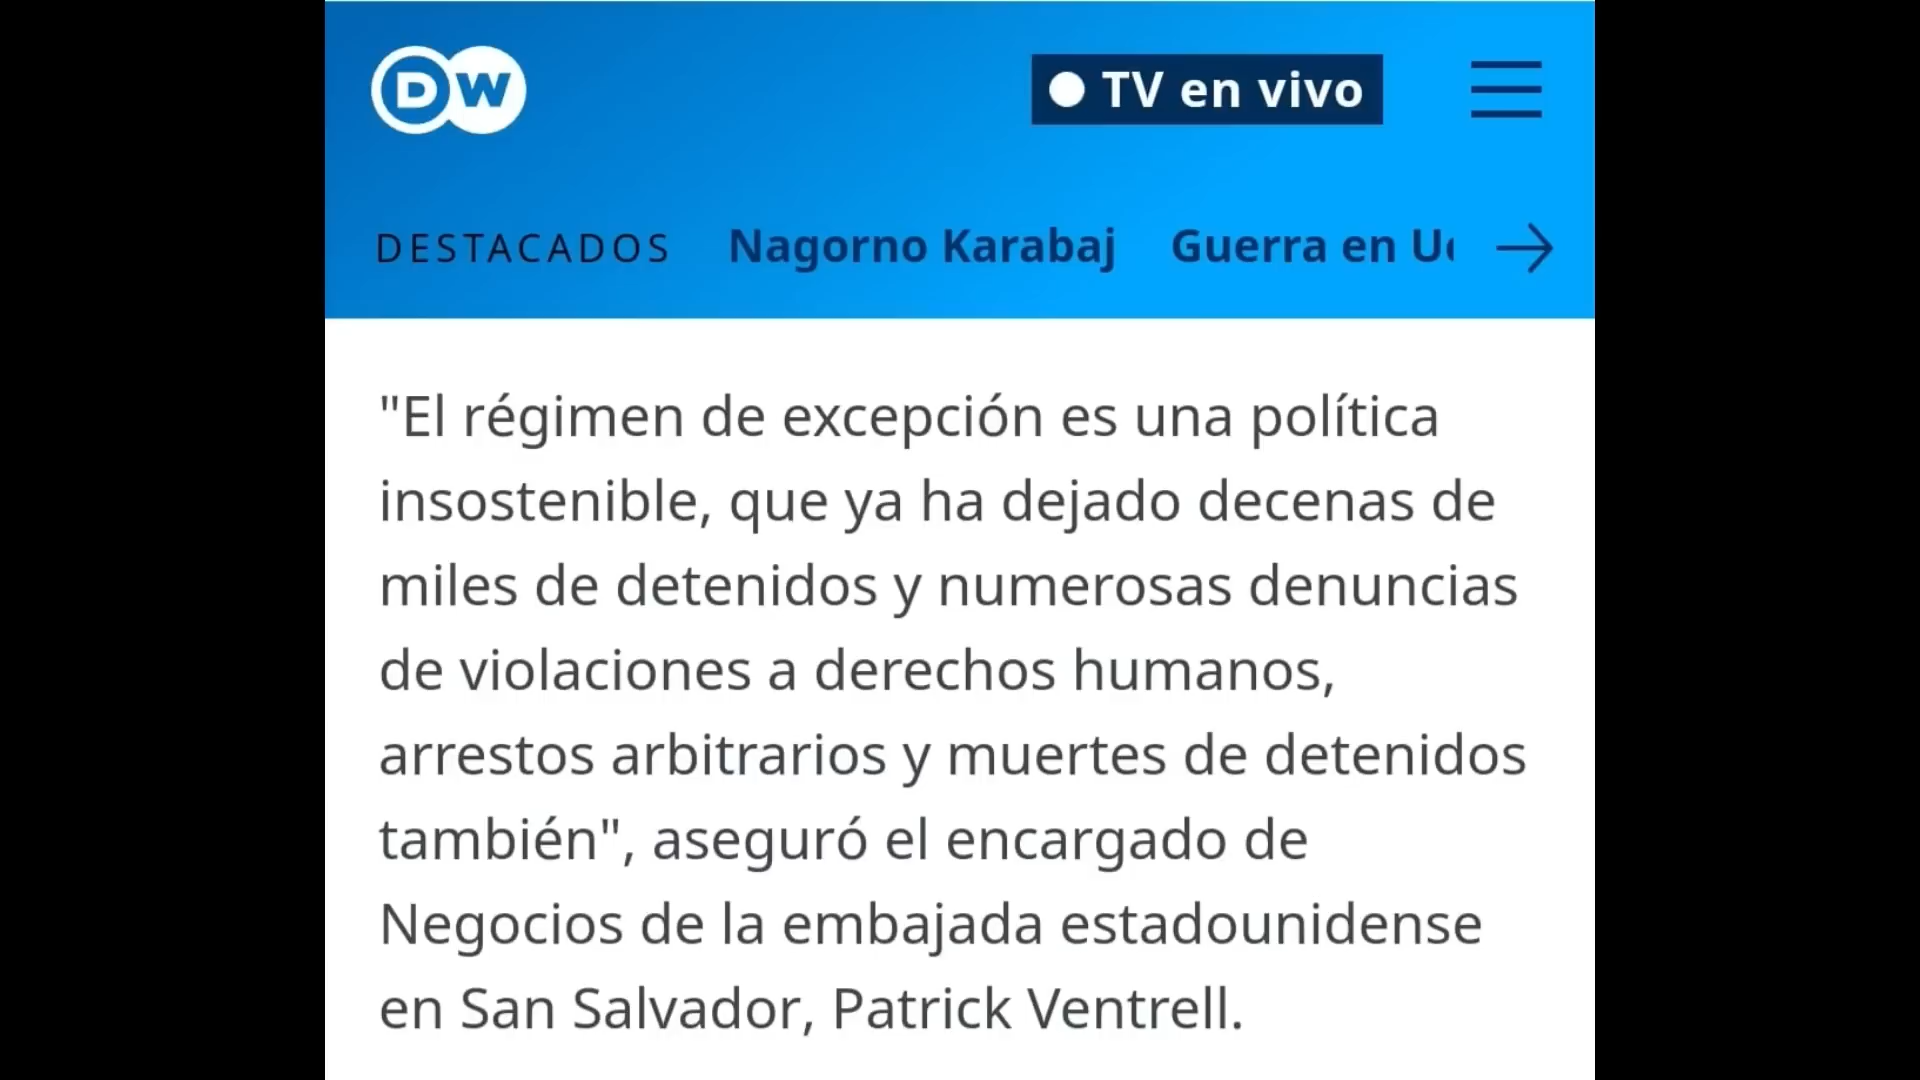 DW
TV en vivo
DESTACADOS Nagorno Karabaj Guerra en
"El régimen de excepción es una política
insostenible, que ya ha dejado decenas de
miles de detenidos y numerosas denuncias
de violaciones a derechos humanos,
arrestos arbitrarios y muertes de detenidos
también", aseguró el encargado de
Negocios de la embajada estadounidense
en San Salvador, Patrick Ventrell.